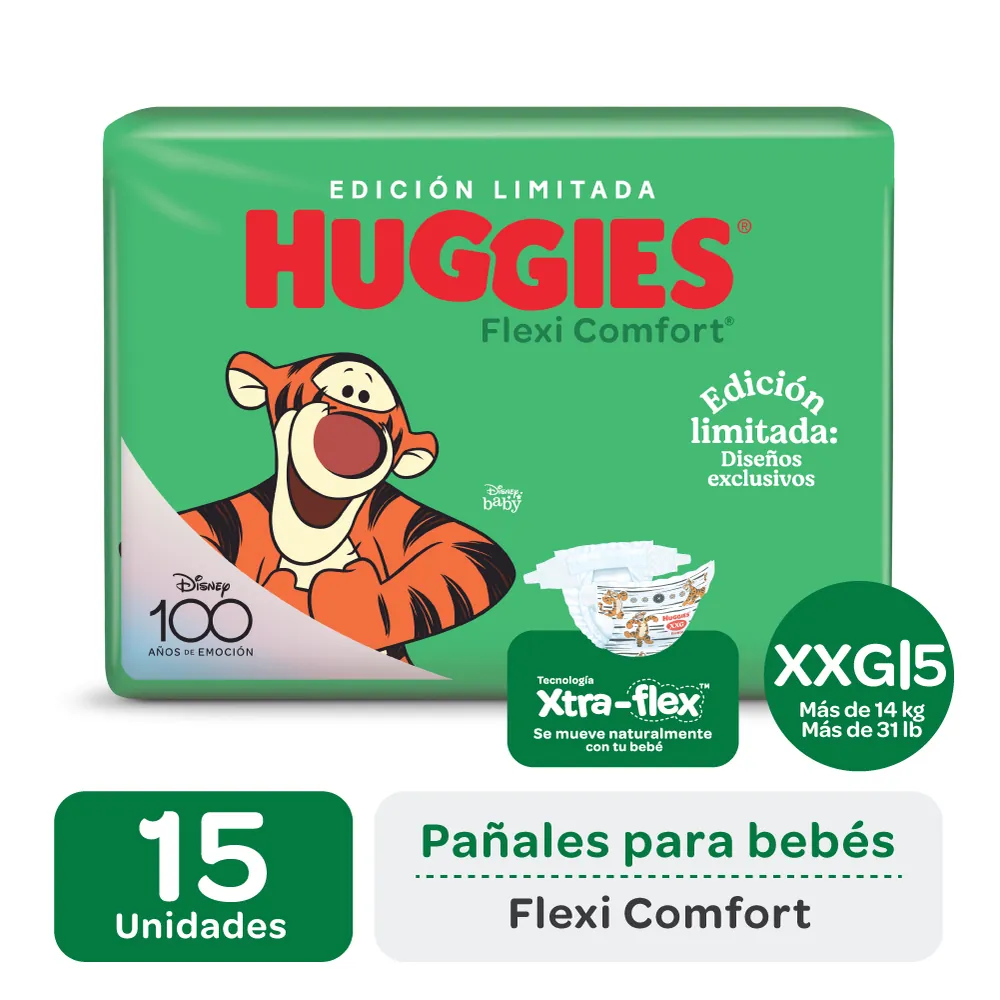 EDICIÓN LIMITADA
HUGGIES®
Flexi Comfort®
Edición
limitada:
Diseños
exclusivos
Disney
baby
Disney
100
AÑOS DE EMOCIÓN
HUGGIES
XXG
Tecnología
Xtra-flex™
Se mueve naturalmente
con tu bebé
XXG|5
Más de 14 kg
Más de 31 lb
15
Unidades
Pañales para bebés
Flexi Comfort